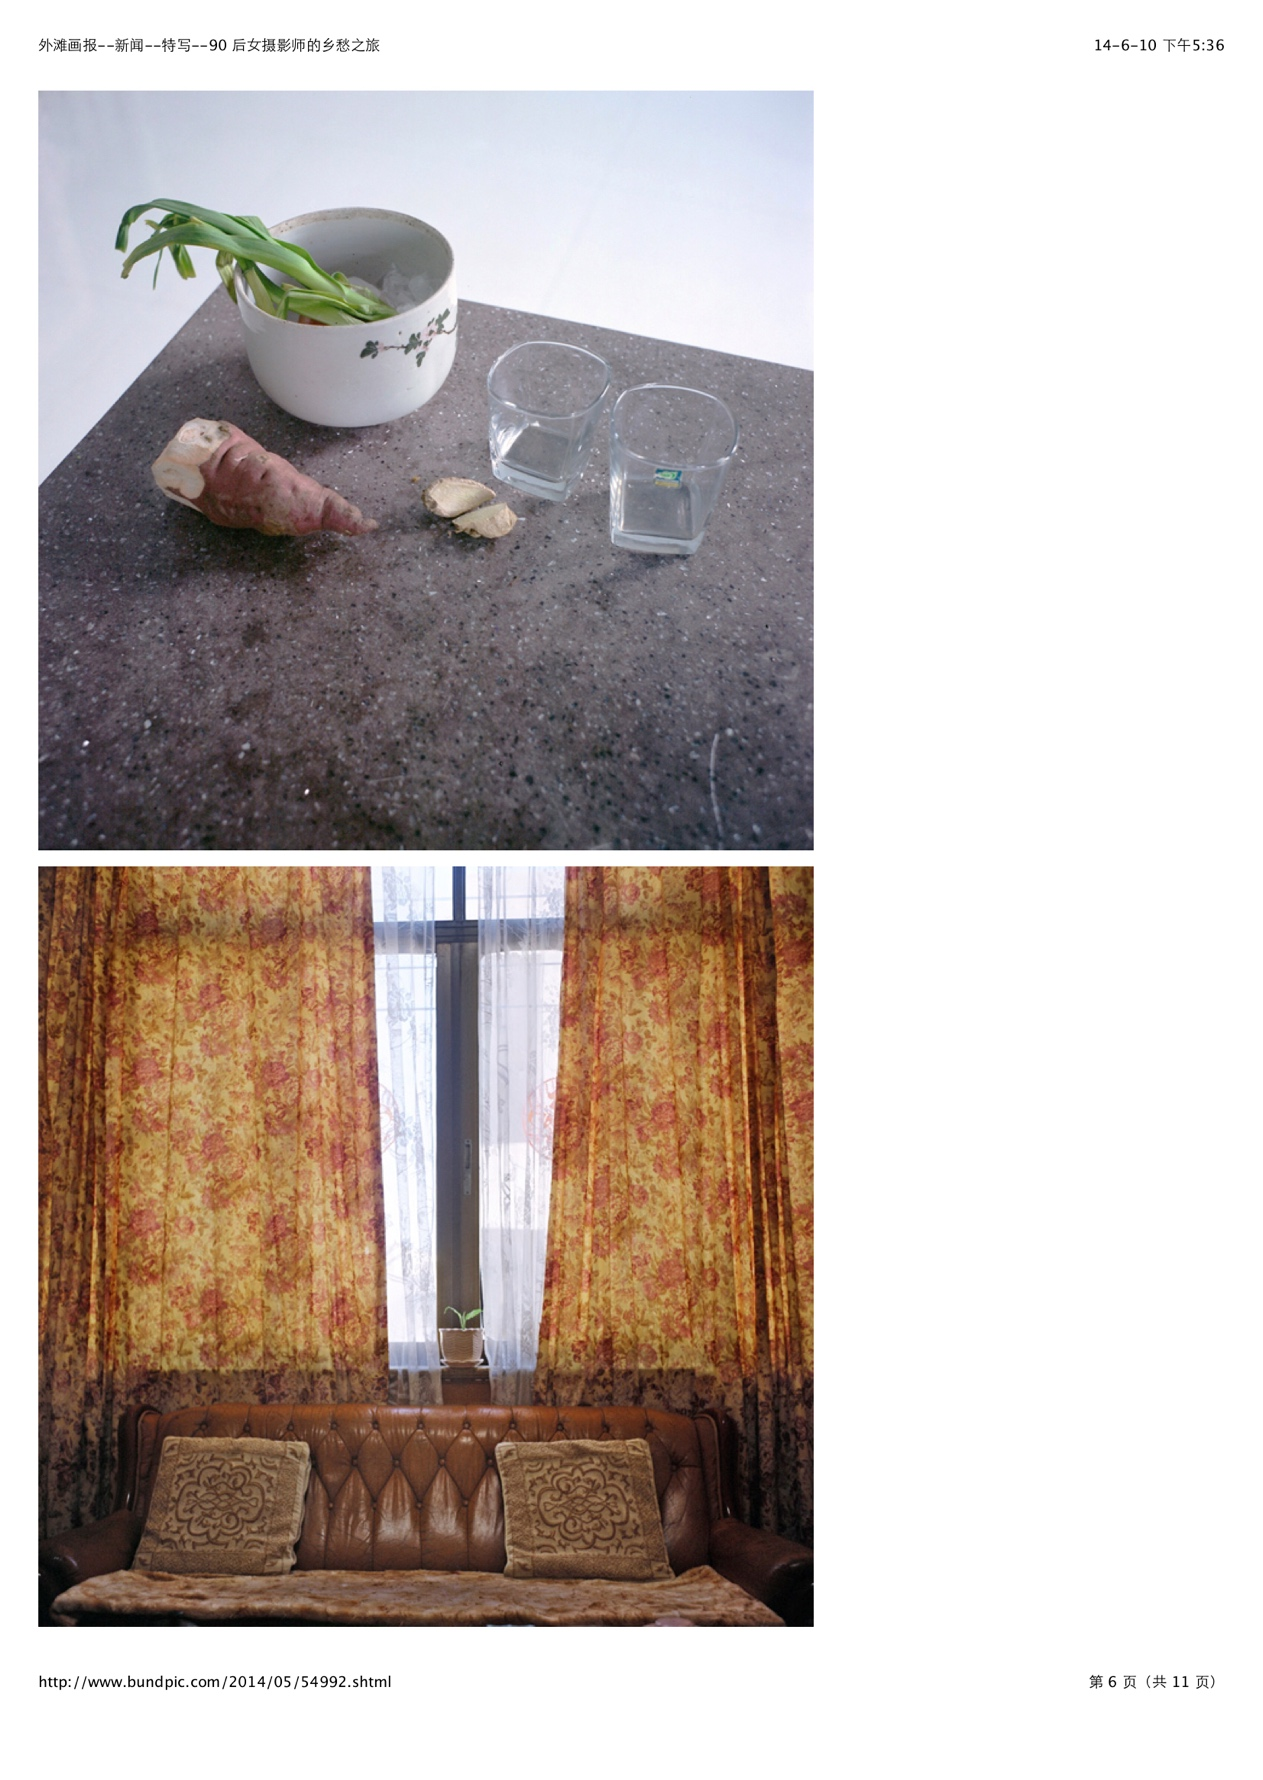 外滩画报--新闻--特写--90 后女摄影师的乡愁之旅
14-6-10 下午5:36
http://www.bundpic.com/2014/05/54992.shtml
第 6 页（共 11 页）